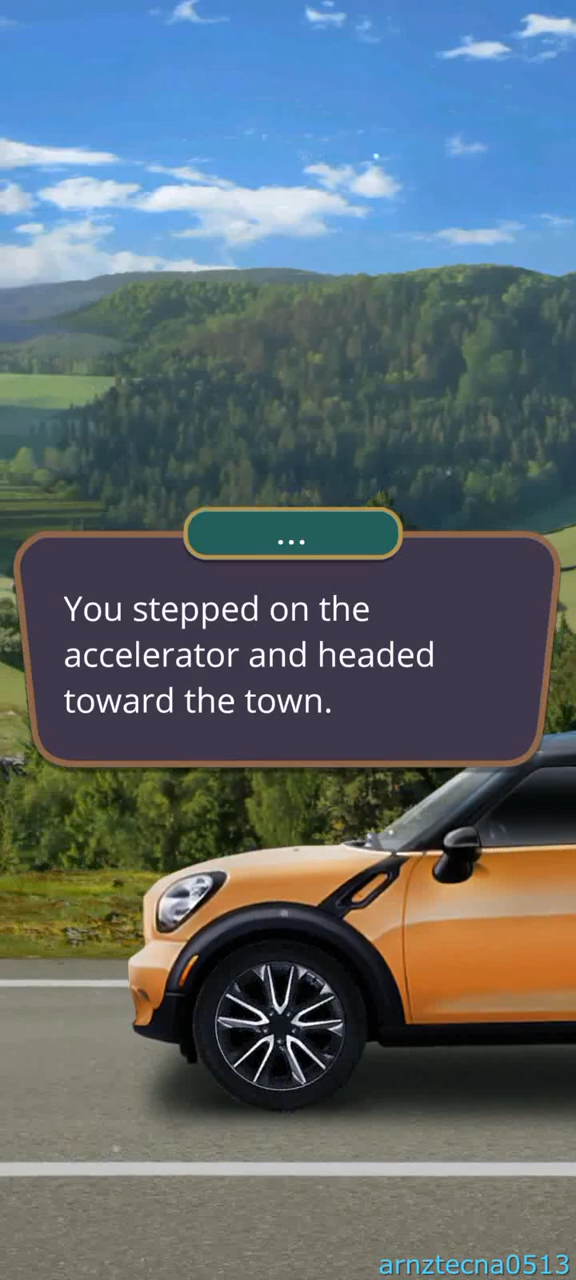 ...
You stepped on the
accelerator and headed
toward the town.
arnztecna0513